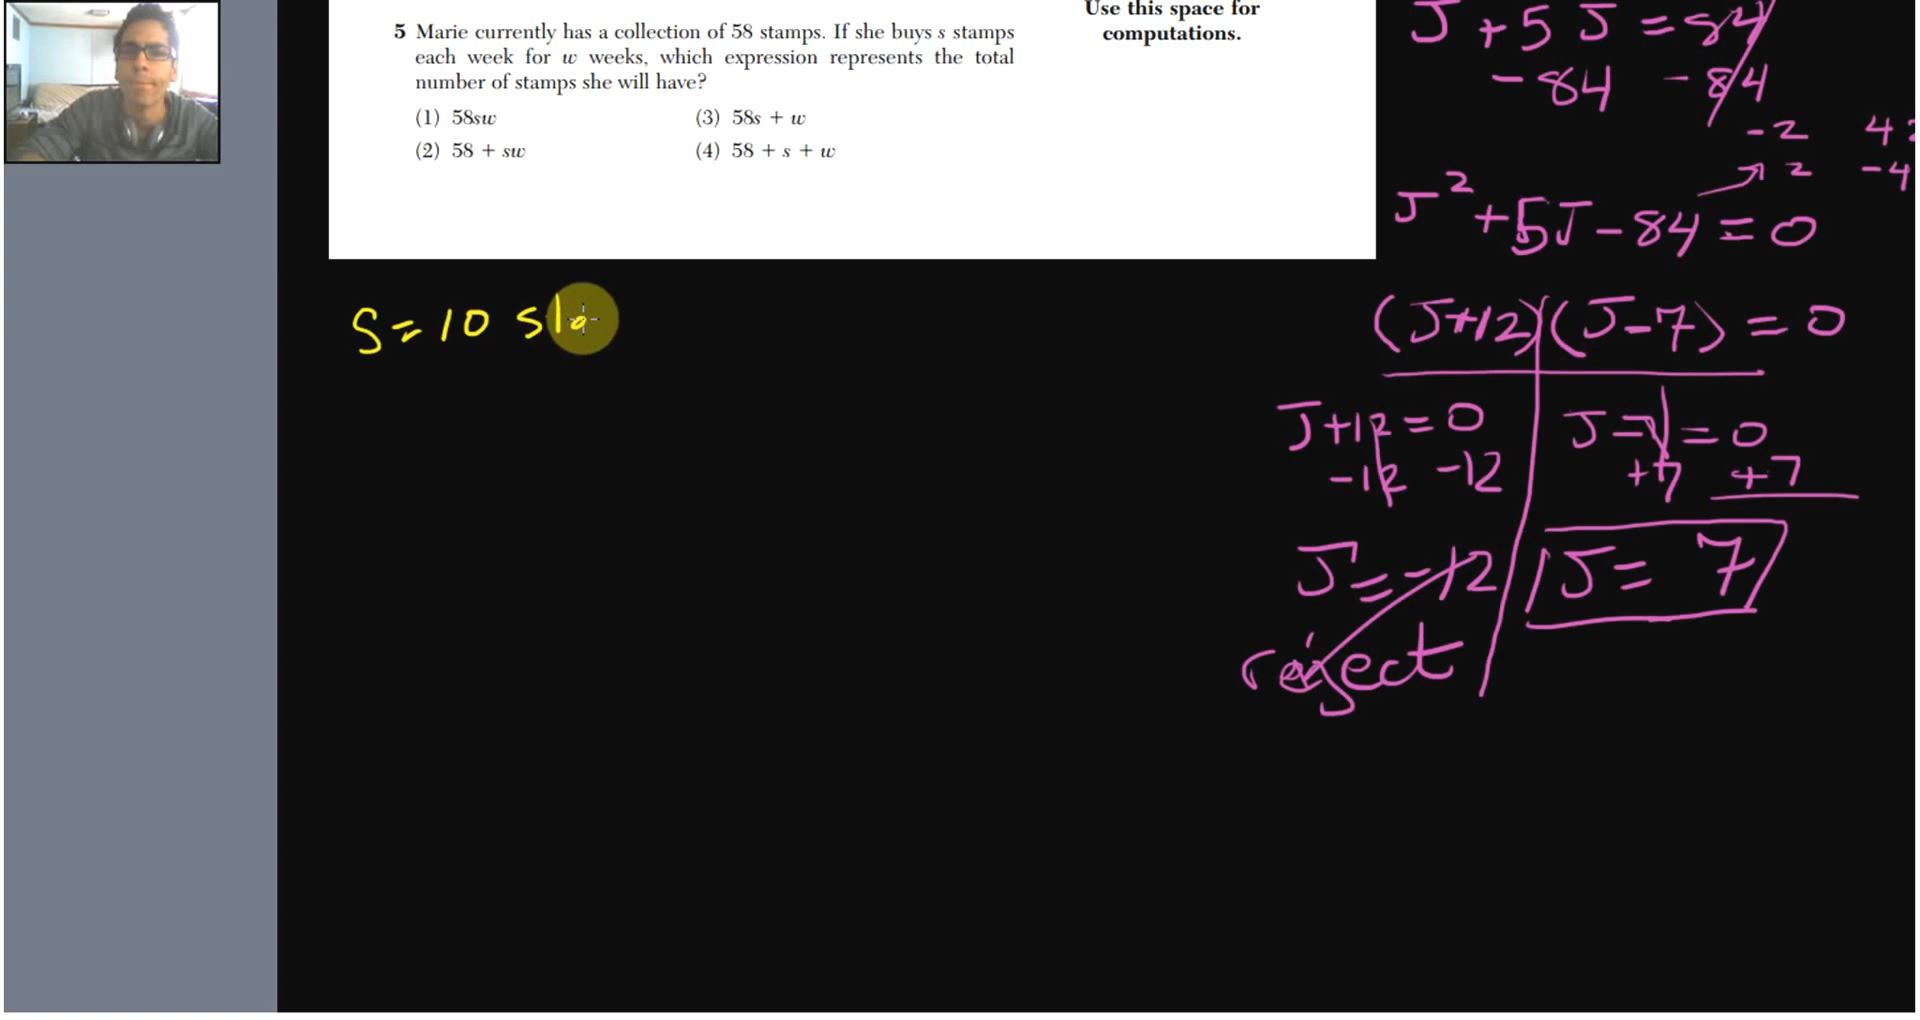 5 Marie currently has a collection of 58 stamps. If she buys s stamps
each week for w weeks, which expression represents the total
number of stamps she will have?
(1) 58sw
(3) 58s + w
(2) 58 + sw
(4) 58 + s + w
Use this space for
computations.
S = 10 slo
J + 5 J = 84
- 84 - 84
- 2 4
2 -4
J² + 5J - 84 = 0
(J+12)(J-7) = 0
J+12 = 0
-12 -12
J = -12
reject
J - 7 = 0
+7 +7
J = 7